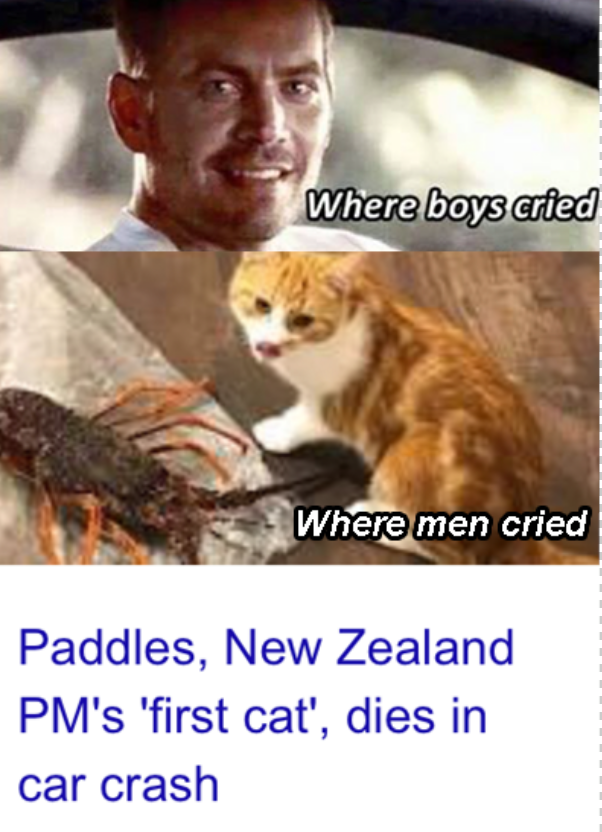 Where boys cried
Where men cried
Paddles, New Zealand
PM's 'first cat', dies in
car crash